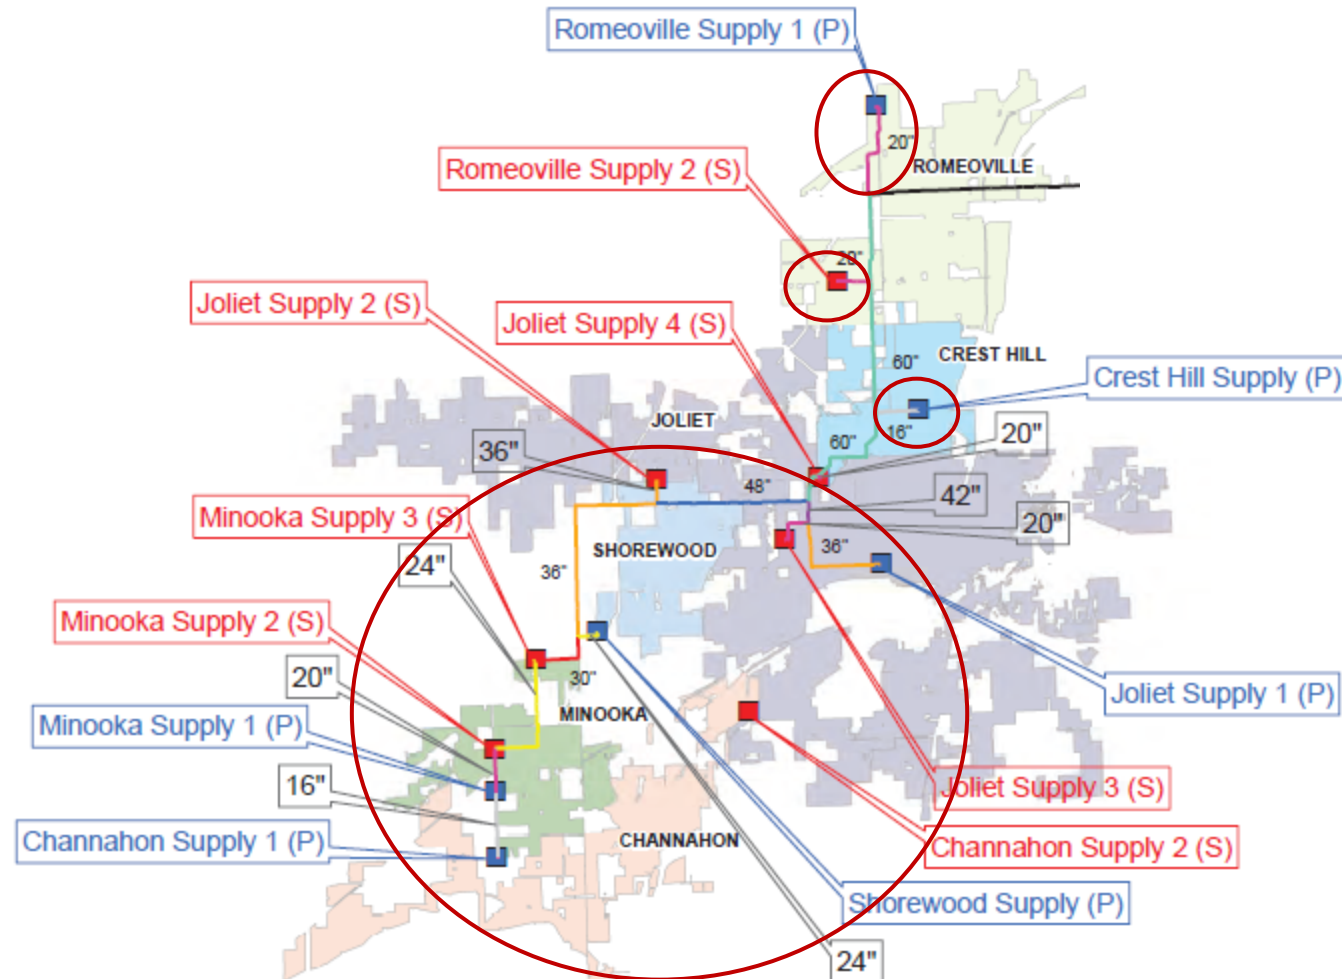 Romeoville Supply 1 (P)
20"
ROMEOVILLE
Romeoville Supply 2 (S)
20"
Joliet Supply 2 (S)
Joliet Supply 4 (S)
CREST HILL
60"
Crest Hill Supply (P)
JOLIET
16"
20"
60"
36"
48"
42"
Minooka Supply 3 (S)
20"
SHOREWOOD
36"
24"
36"
Minooka Supply 2 (S)
30"
20"
Joliet Supply 1 (P)
MINOOKA
Minooka Supply 1 (P)
16"
Joliet Supply 3 (S)
Channahon Supply 1 (P)
CHANNAHON
Channahon Supply 2 (S)
Shorewood Supply (P)
24"